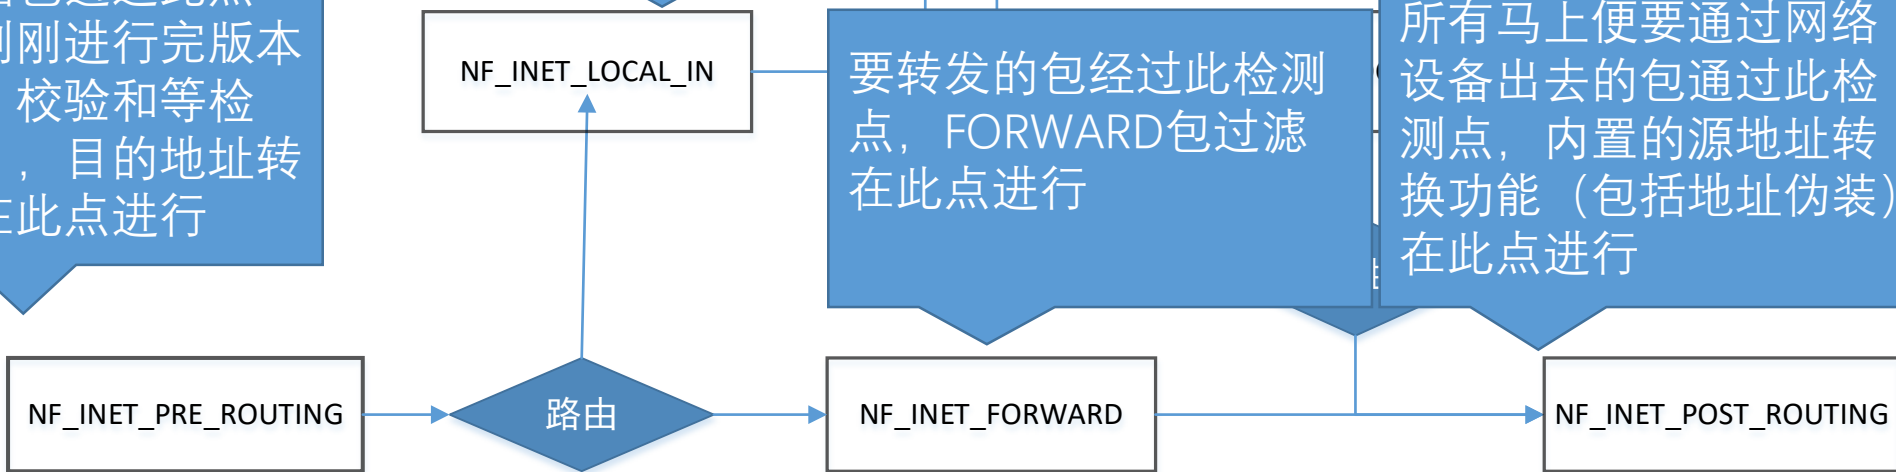 刚刚进行完版本
校验和等检
，目的地址转
在此点进行
NF_INET_LOCAL_IN
要转发的包经过此检测
点，FORWARD包过滤
在此点进行
所有马上便要通过网络
设备出去的包通过此检
测点，内置的源地址转
换功能（包括地址伪装）
在此点进行
NF_INET_PRE_ROUTING
路由
NF_INET_FORWARD
NF_INET_POST_ROUTING